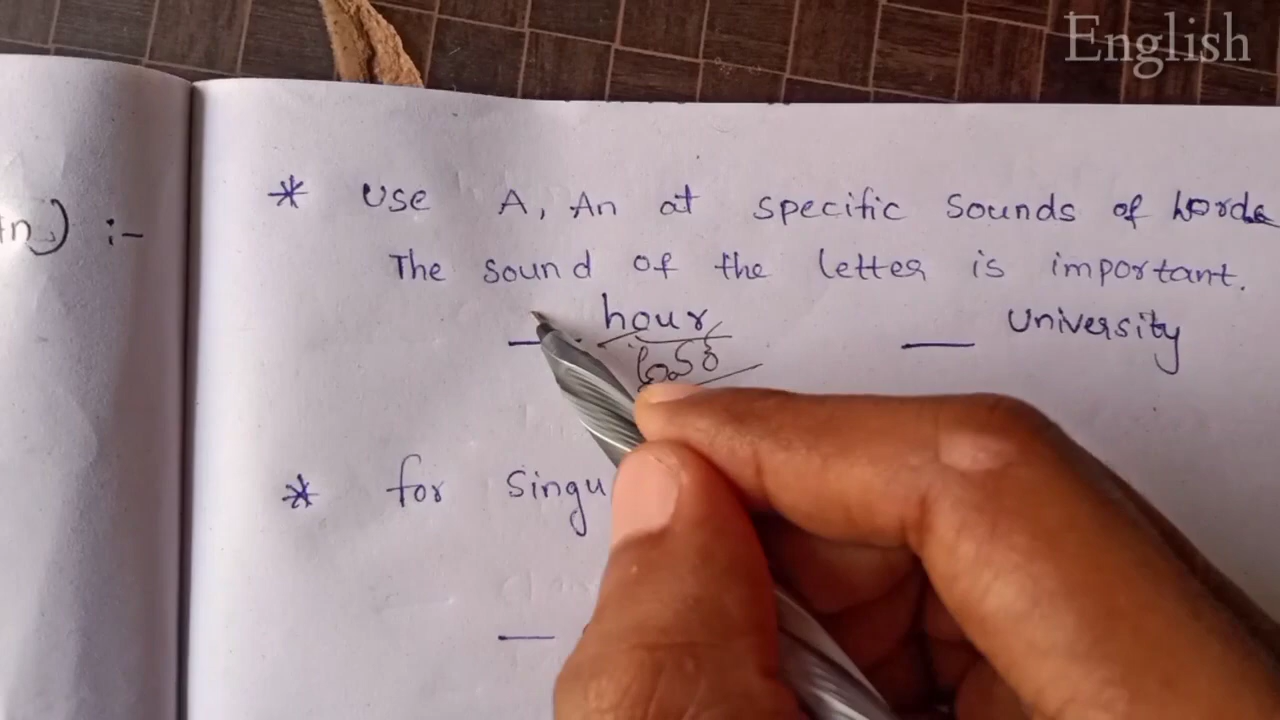 English
* Use A, An at specific sounds of words
The sound of the letter is important.
__ hour __ University
* for Singu
__